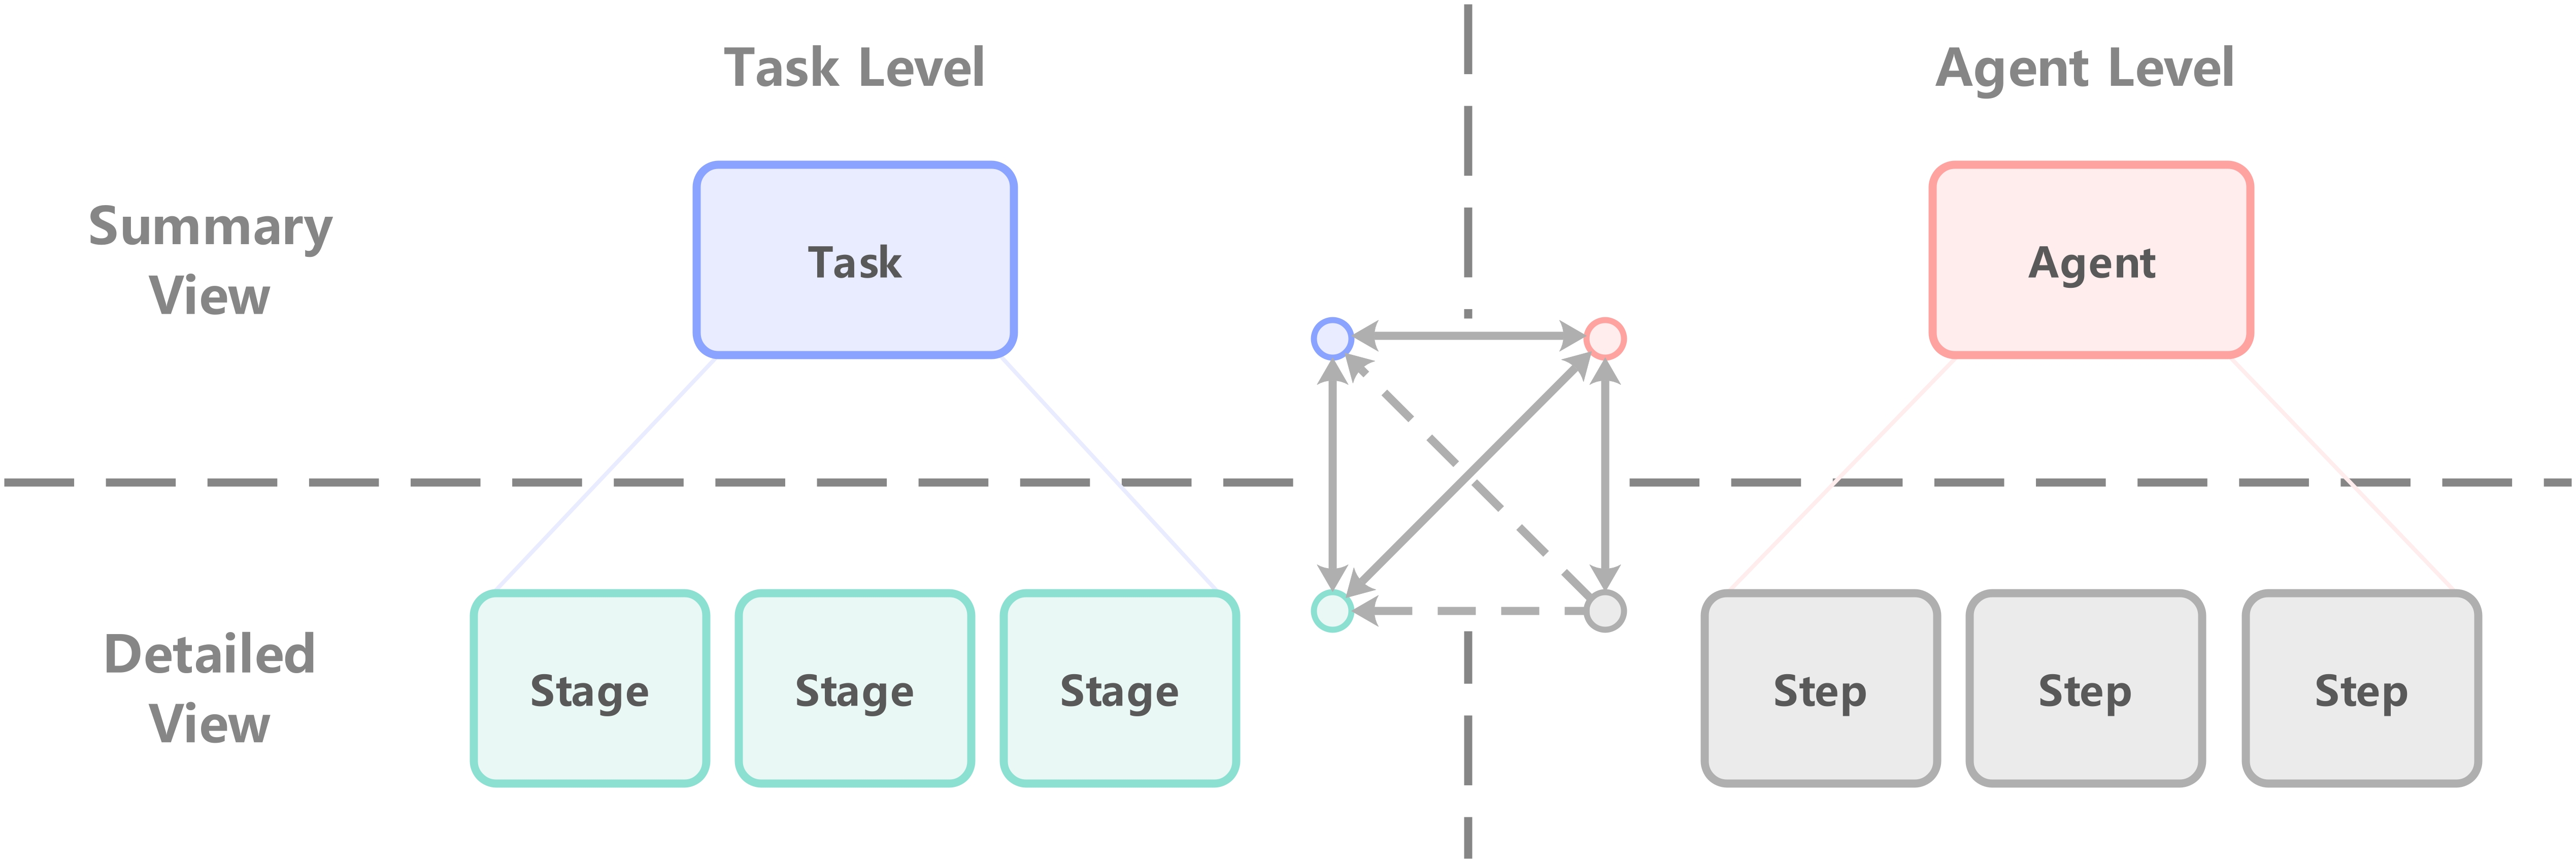 Task Level
Agent Level
Summary
View
Task
Agent
Detailed
View
Stage
Stage
Stage
Step
Step
Step